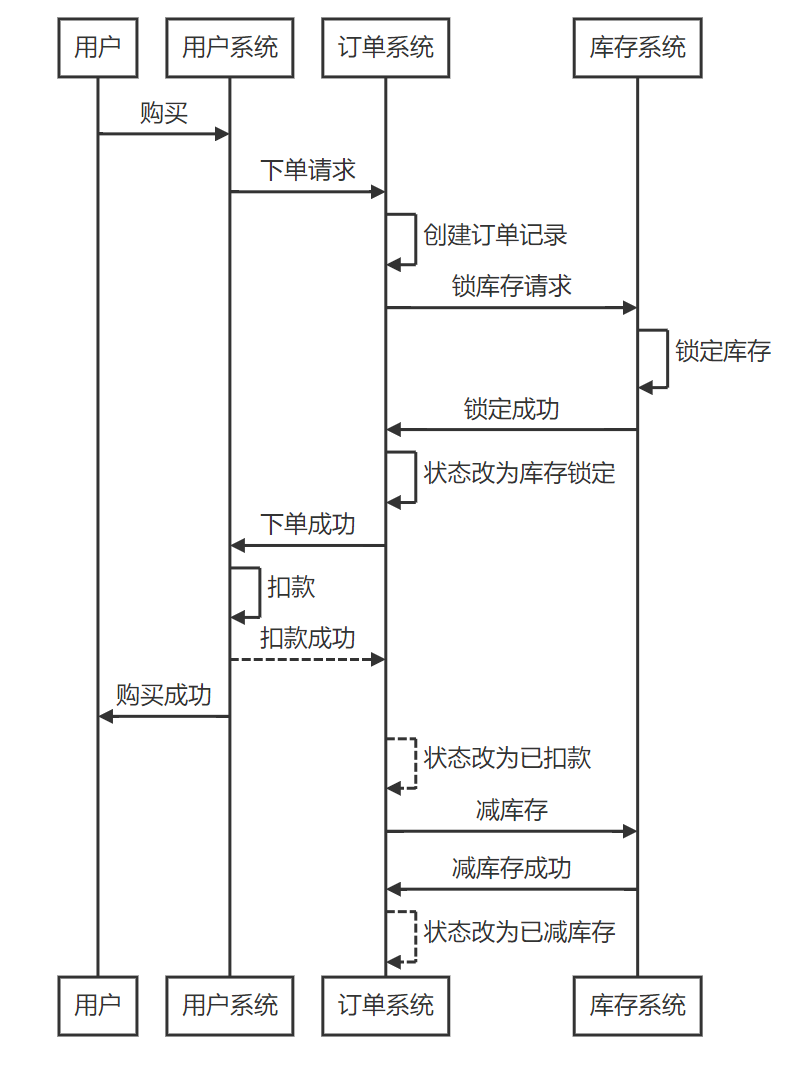 用户
用户系统
订单系统
库存系统
购买
下单请求
创建订单记录
锁库存请求
锁定库存
锁定成功
状态改为库存锁定
下单成功
扣款
扣款成功
购买成功
状态改为已扣款
减库存
减库存成功
状态改为已减库存
用户
用户系统
订单系统
库存系统